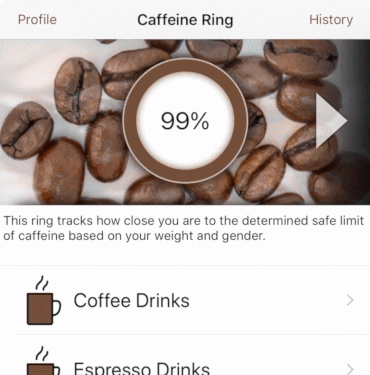 Profile
Caffeine Ring
History
99%
This ring tracks how close you are to the determined safe limit
of caffeine based on your weight and gender.
Coffee Drinks
Espresso Drinks